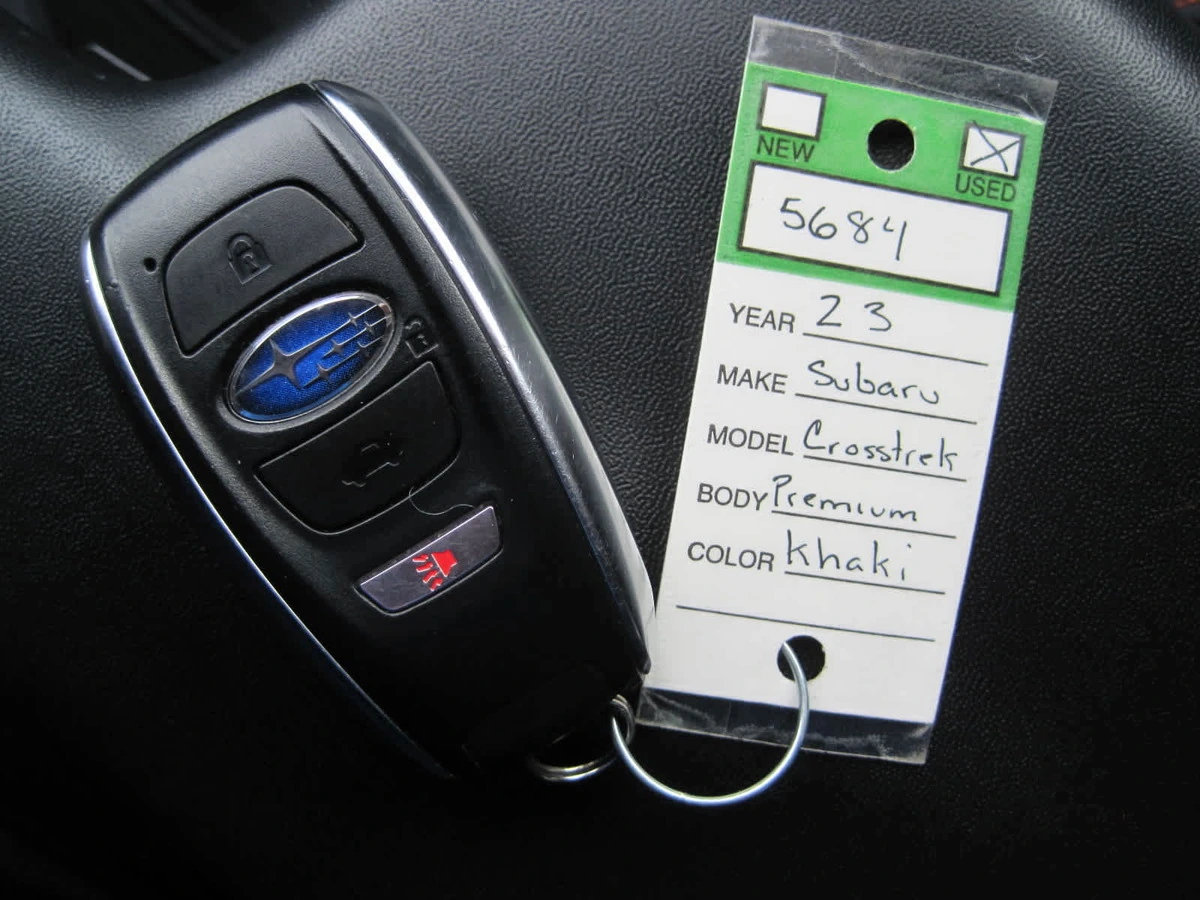 NEW
USED
5684
YEAR 23
MAKE Subaru
MODEL Crosstrek
BODY Premium
COLOR Khaki